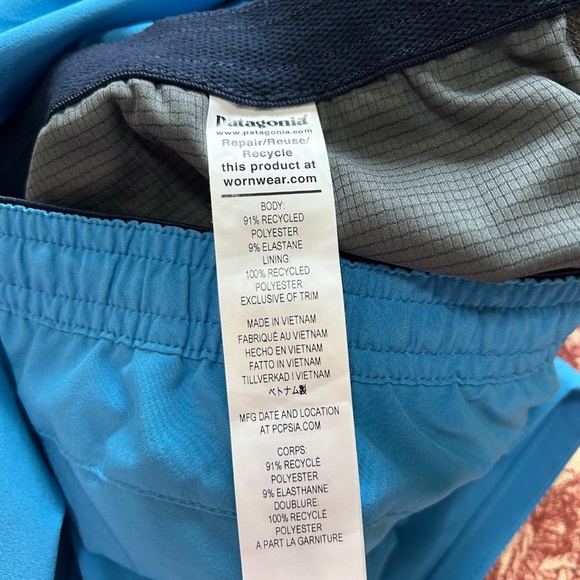 Patagonia
www.patagonia.com
Repair/Reuse/
Recycle
this product at
wornwear.com
BODY:
91% RECYCLED
POLYESTER
9% ELASTANE
LINING:
100% RECYCLED
POLYESTER
EXCLUSIVE OF TRIM
MADE IN VIETNAM
FABRIQUÉ AU VIETNAM
HECHO EN VIETNAM
FATTO IN VIETNAM
TILLVERKAD I VIETNAM
ベトナム製
MFG DATE AND LOCATION
AT PCPSIA.COM
CORPS:
91% RECYCLÉ
POLYESTER
9% ELASTHANNE
DOUBLURE:
100% RECYCLÉ
POLYESTER
A PART LA GARNITURE